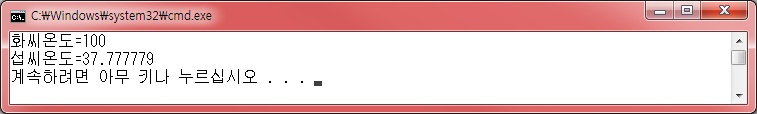 C:\Windows\system32\cmd.exe
화씨온도=100
섭씨온도=37.777779
계속하려면 아무 키나 누르십시오 . . .